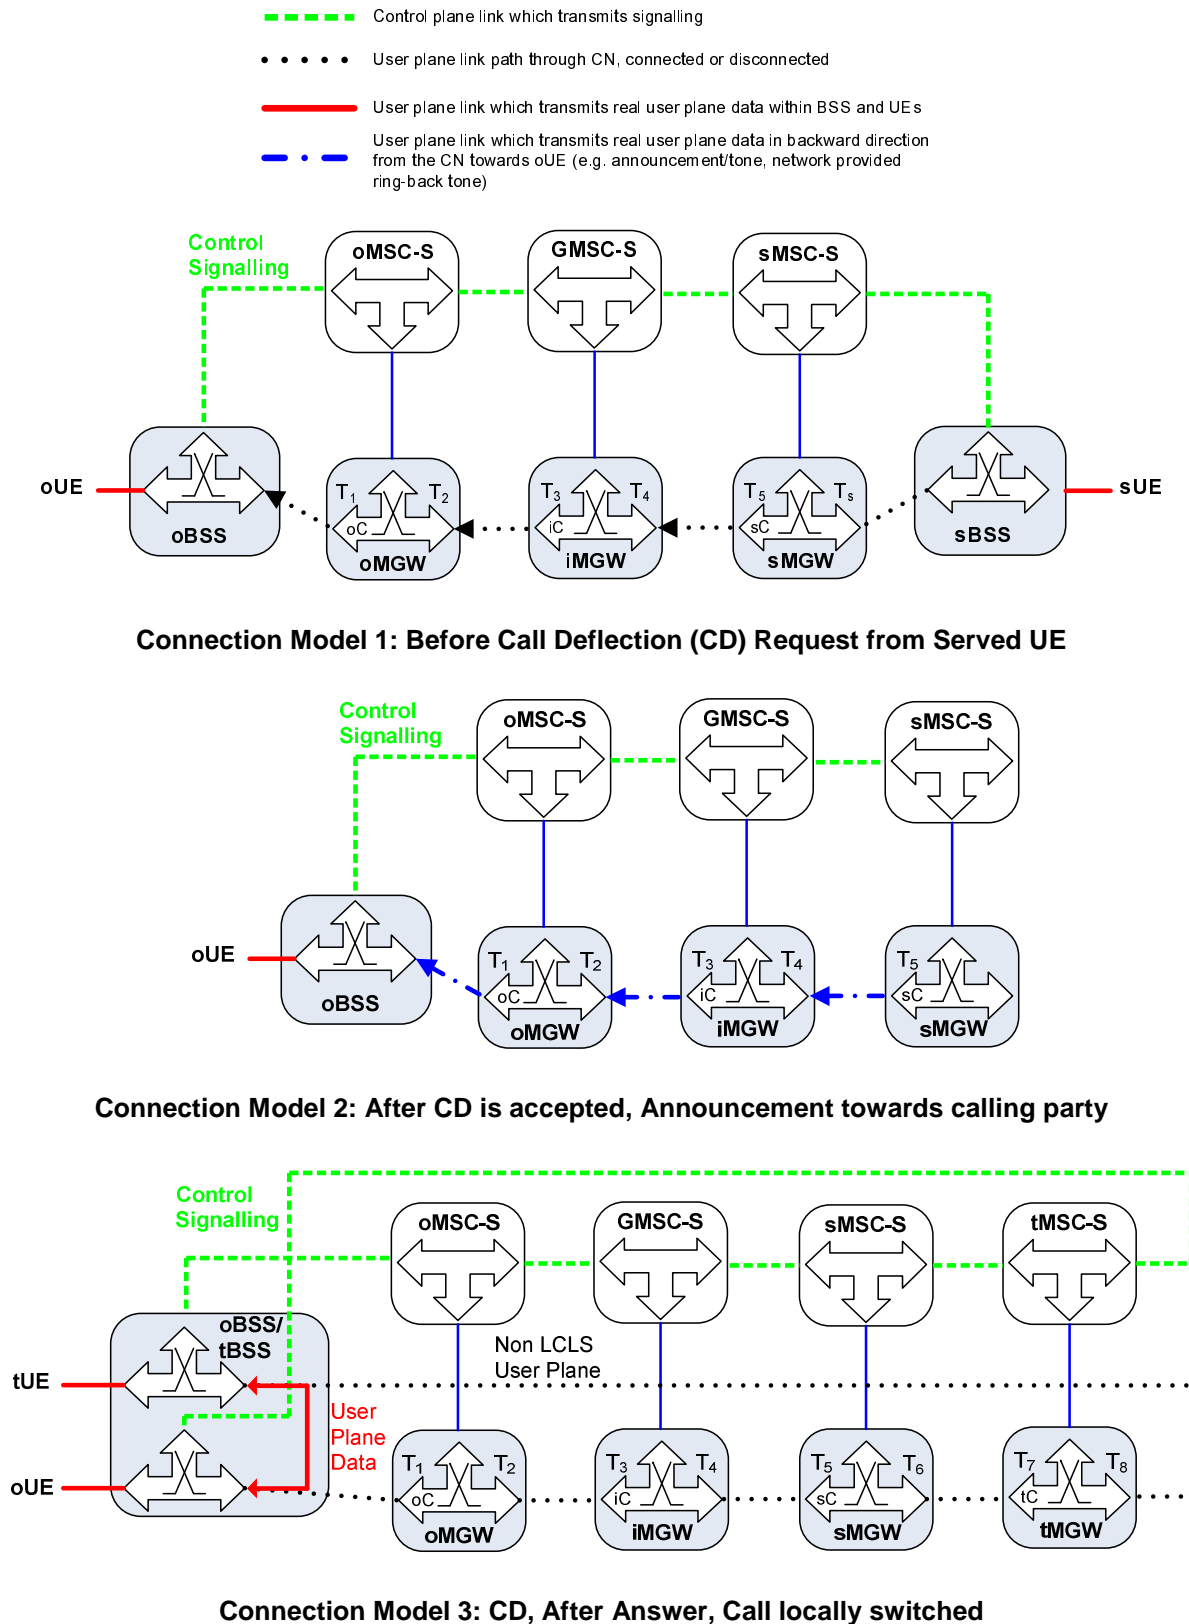 Control plane link which transmits signalling
User plane link path through CN, connected or disconnected
User plane link which transmits real user plane data within BSS and UEs
User plane link which transmits real user plane data in backward direction
from the CN towards oUE (e.g. announcement/tone, network provided
ring-back tone)
Control
Signalling
oMSC-S
GMSC-S
sMSC-S
oUE
oBSS
T1
T2
oC
oMGW
T3
T4
iC
iMGW
T5
Ts
sC
sMGW
sBSS
sUE
Connection Model 1: Before Call Deflection (CD) Request from Served UE
Control
Signalling
oMSC-S
GMSC-S
sMSC-S
oUE
oBSS
T1
T2
oC
oMGW
T3
T4
iC
iMGW
T5
sC
sMGW
Connection Model 2: After CD is accepted, Announcement towards calling party
Control
Signalling
oMSC-S
GMSC-S
sMSC-S
tMSC-S
oBSS/
tBSS
Non LCLS
User Plane
tUE
User
Plane
Data
oUE
T1
T2
oC
oMGW
T3
T4
iC
iMGW
T5
T6
sC
sMGW
T7
T8
tC
tMGW
Connection Model 3: CD, After Answer, Call locally switched